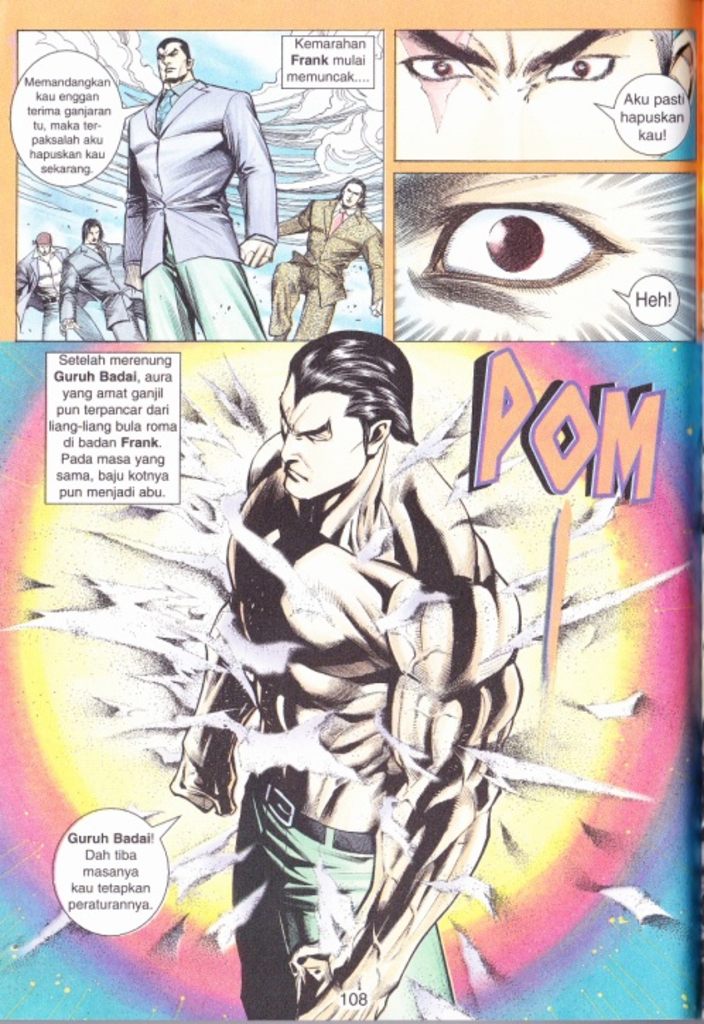 Memandangkan
kau enggan
terima ganjaran
tu, maka ter-
paksalah aku
hapuskan kau
sekarang.
Kemarahan
Frank mulai
memuncak....
Aku pasti
hapuskan
kau!
Heh!
Setelah merenung
Guruh Badai, aura
yang amat ganjil
pun terpancar dari
liang-liang bula roma
di badan Frank.
Pada masa yang
sama, baju kotnya
pun menjadi abu.
POM
Guruh Badai!
Dah tiba
masanya
kau tetapkan
peraturannya.
108